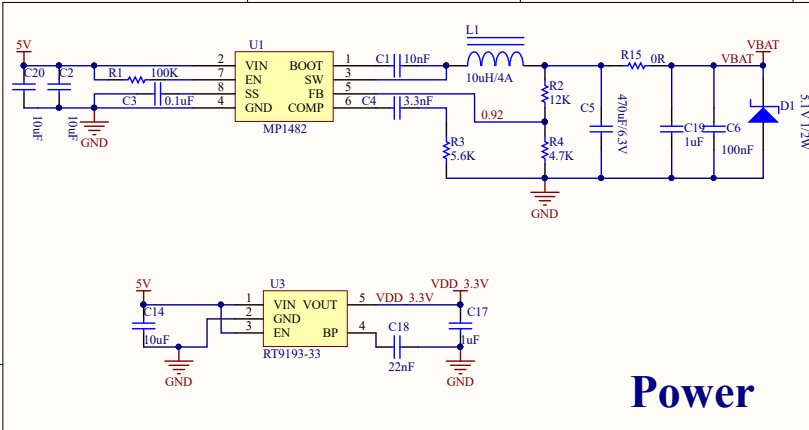 L1
5V
U1
VBAT
C20
C2
R1
100K
C3
0.1uF
10uF
10uF
GND
2
7
8
4
VIN
EN
SS
GND
BOOT
SW
FB
COMP
MP1482
1
3
5
6
C1
10nF
C4
3.3nF
10uH/4A
0.92
R3
5.6K
R2
12K
R4
4.7K
GND
C5
470uF/6.3V
R15
0R
VBAT
C19
1uF
C6
100nF
D1
5.1V 1/2W
5V
C14
10uF
GND
U3
1
2
3
VIN
GND
EN
VOUT
BP
RT9193-33
5
4
VDD_3.3V
VDD_3.3V
C18
22nF
C17
1uF
GND
Power